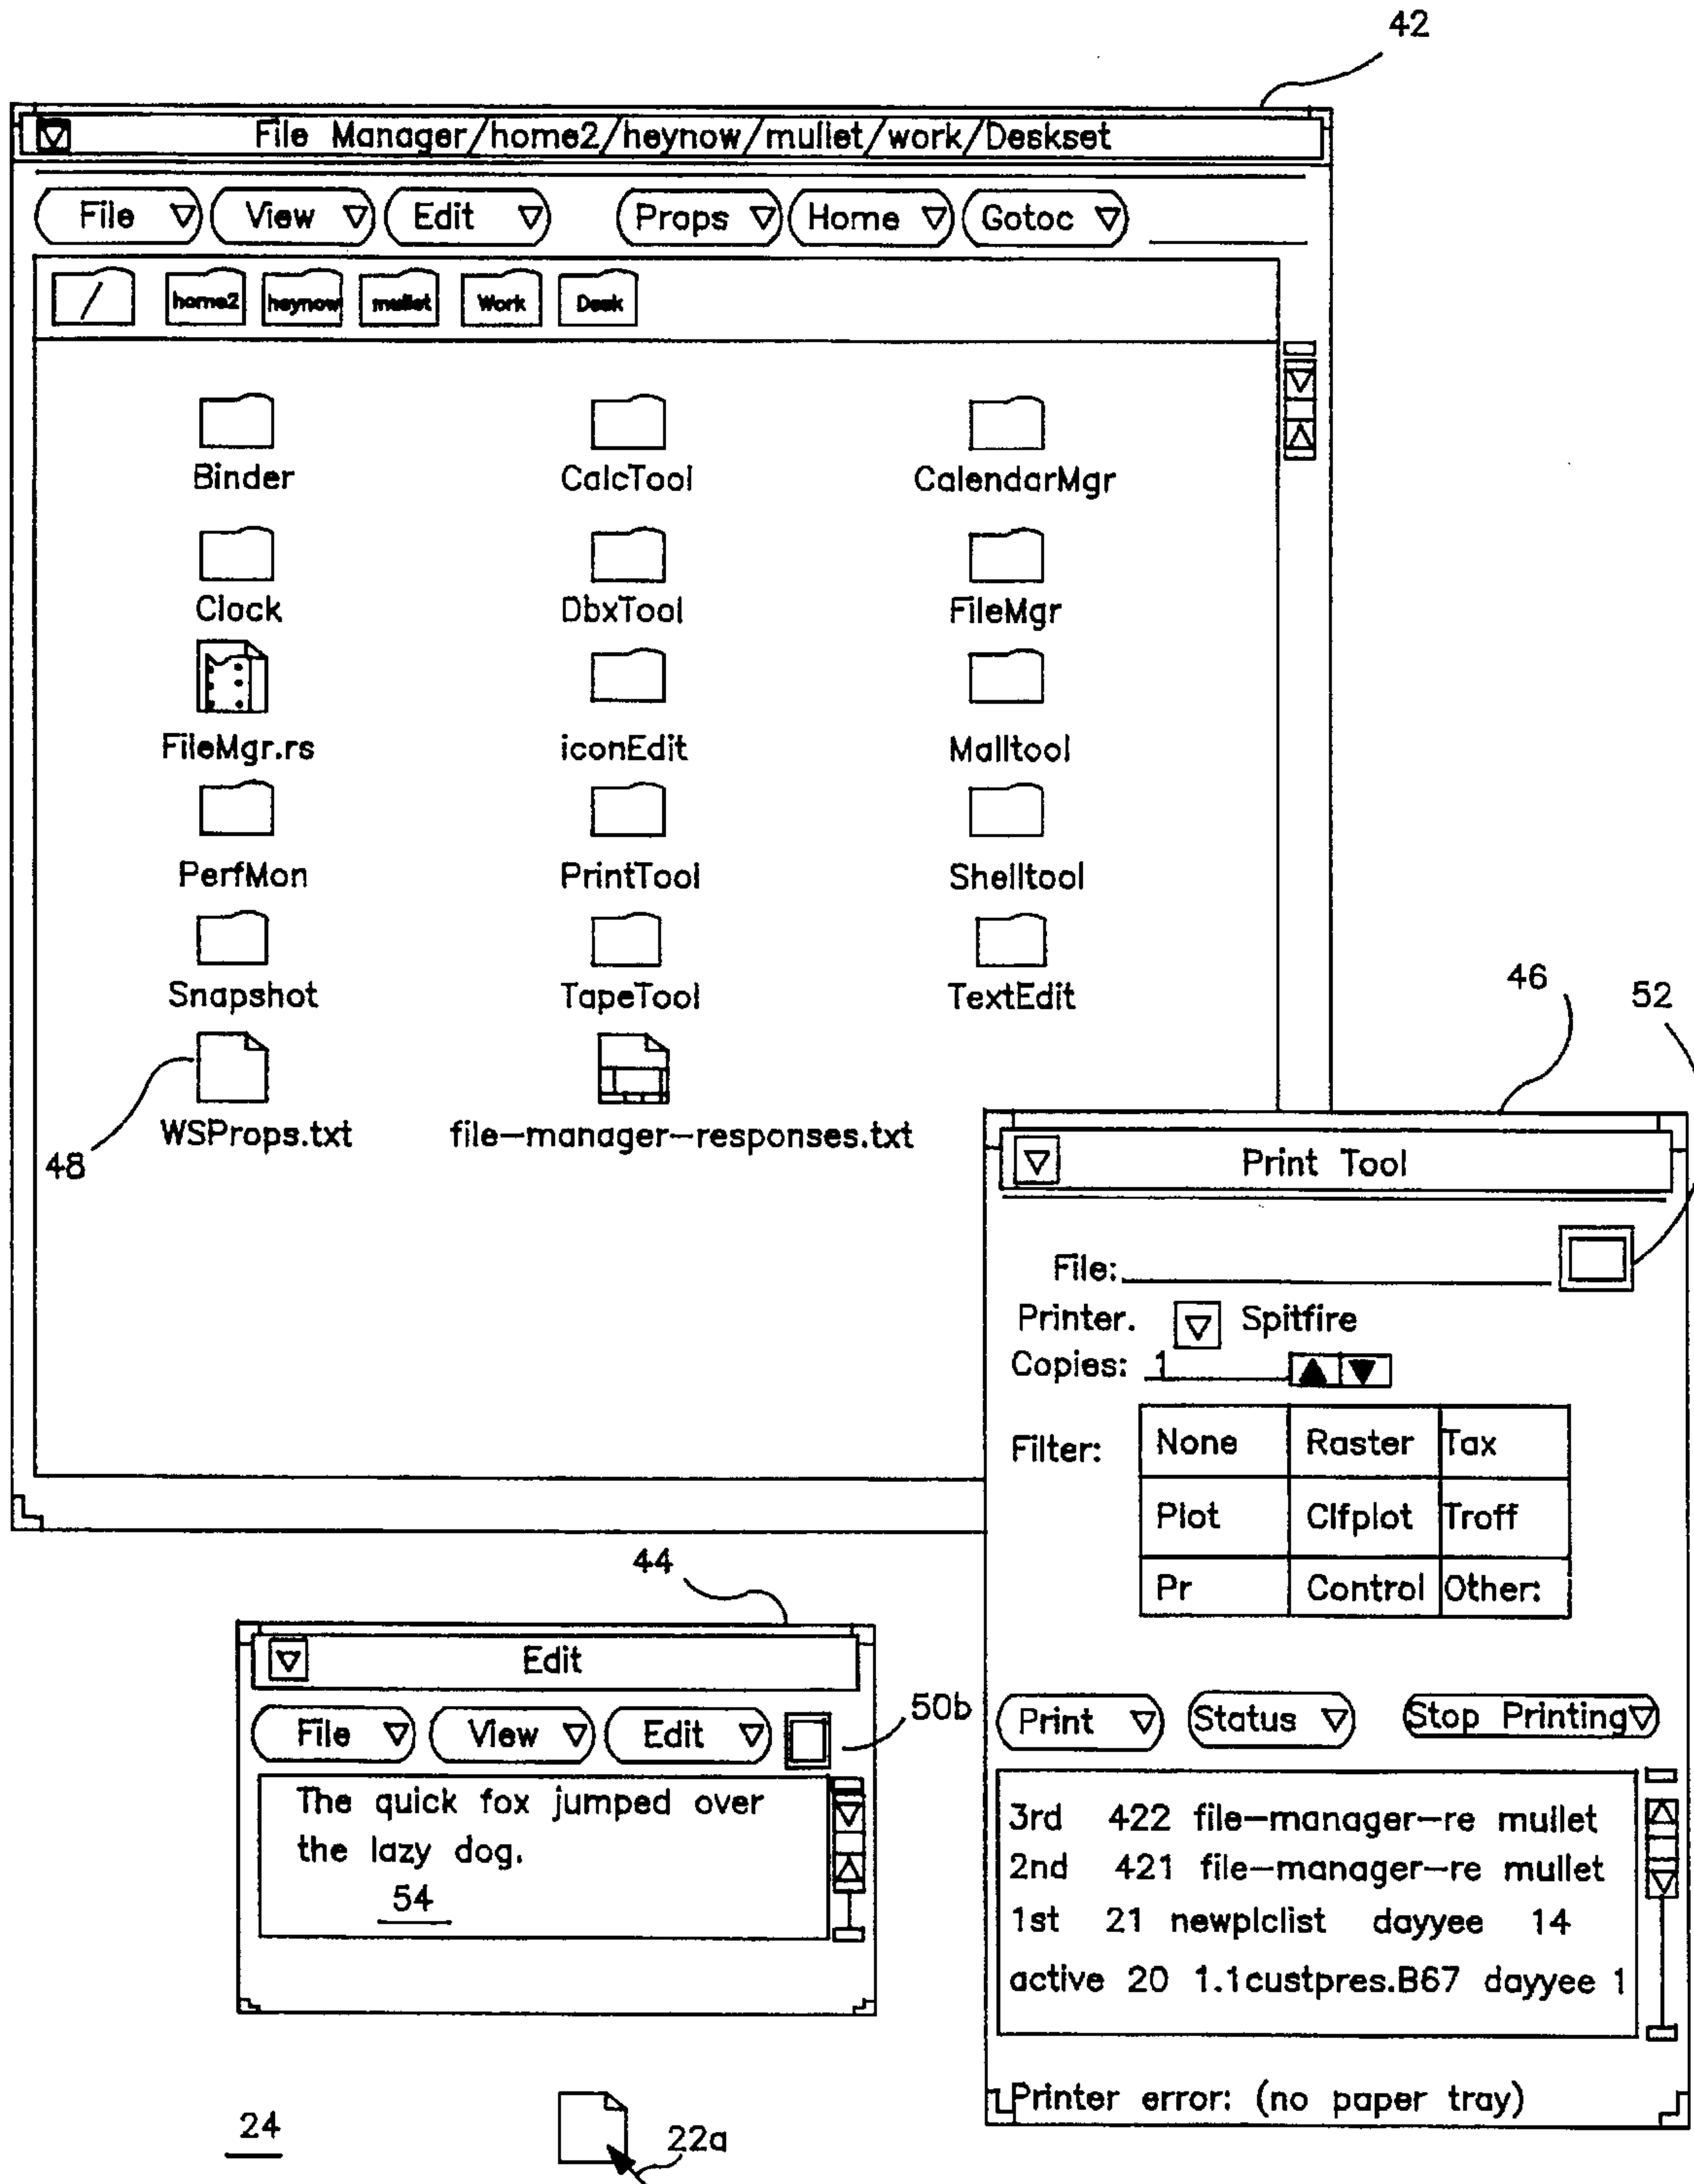 42
File Manager/home2/heynow/mullet/work/Deskset
File View Edit Props Home Gotoc
/ home2 heynow mullet Work Desk
Binder CalcTool CalendarMgr
Clock DbxTool FileMgr
FileMgr.rs iconEdit Malltool
PerfMon PrintTool Shelltool
Snapshot TapeTool TextEdit
48
WSProps.txt file-manager-responses.txt
46
52
Print Tool
File:
Printer. Spitfire
Copies: 1
Filter:
None Raster Tax
Plot Clfplot Troff
Pr Control Other:
Print Status Stop Printing
3rd 422 file-manager-re mullet
2nd 421 file-manager-re mullet
1st 21 newplclist dayyee 14
active 20 1.1custpres.B67 dayyee 1
Printer error: (no paper tray)
44
Edit
File View Edit
50b
The quick fox jumped over
the lazy dog.
54
24
22a